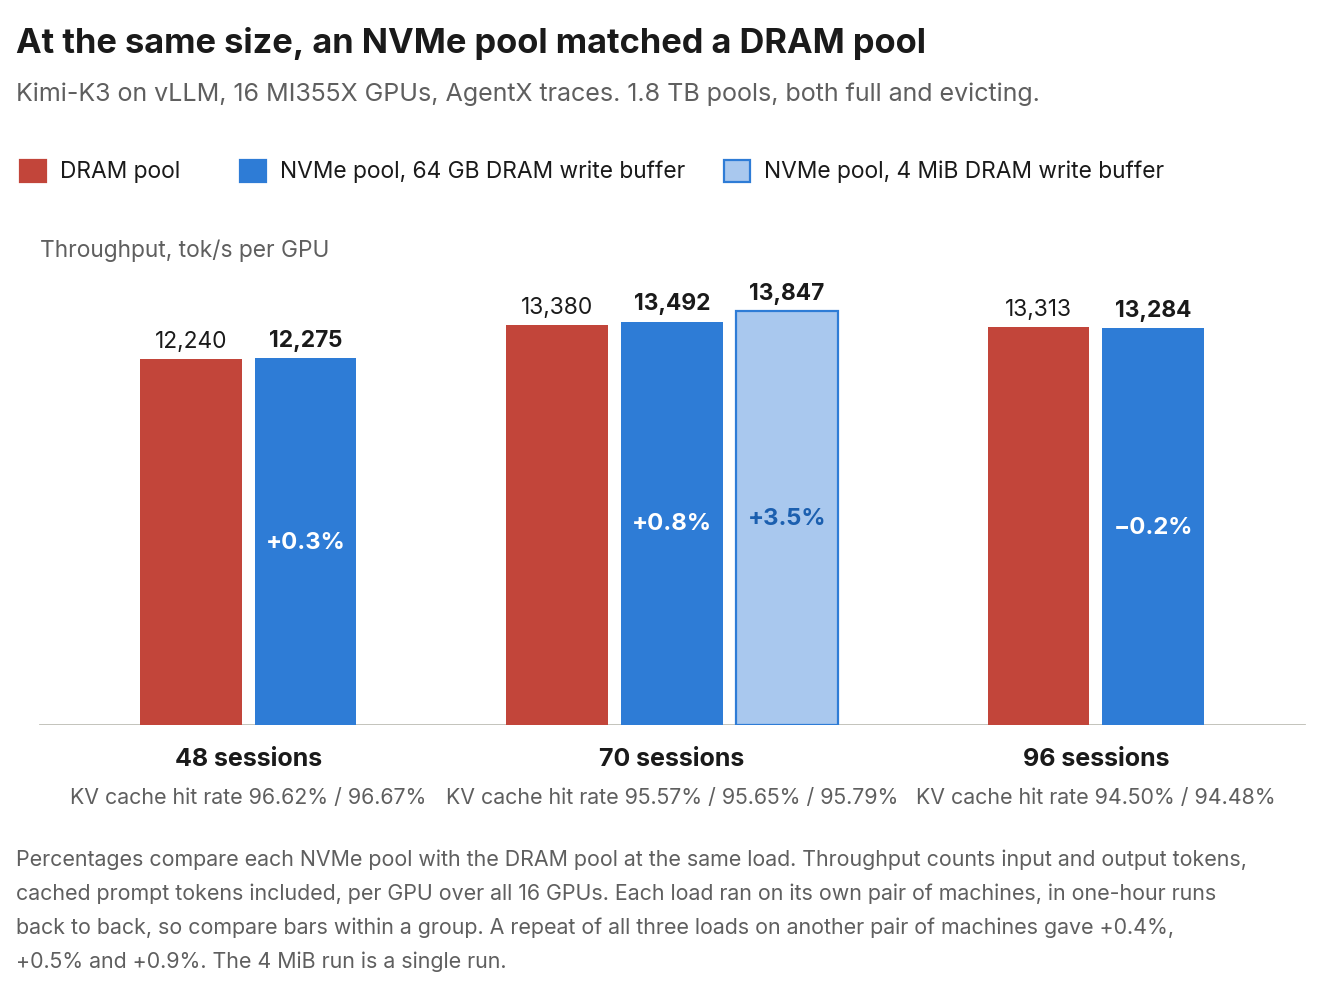 At the same size, an NVMe pool matched a DRAM pool
Kimi-K3 on vLLM, 16 MI355X GPUs, AgentX traces. 1.8 TB pools, both full and evicting.
DRAM pool
NVMe pool, 64 GB DRAM write buffer
NVMe pool, 4 MiB DRAM write buffer
Throughput, tok/s per GPU
12,240
12,275
13,380
13,492
13,847
13,313
13,284
+0.3%
+0.8%
+3.5%
−0.2%
48 sessions
70 sessions
96 sessions
KV cache hit rate 96.62% / 96.67%
KV cache hit rate 95.57% / 95.65% / 95.79%
KV cache hit rate 94.50% / 94.48%
Percentages compare each NVMe pool with the DRAM pool at the same load. Throughput counts input and output tokens,
cached prompt tokens included, per GPU over all 16 GPUs. Each load ran on its own pair of machines, in one-hour runs
back to back, so compare bars within a group. A repeat of all three loads on another pair of machines gave +0.4%,
+0.5% and +0.9%. The 4 MiB run is a single run.